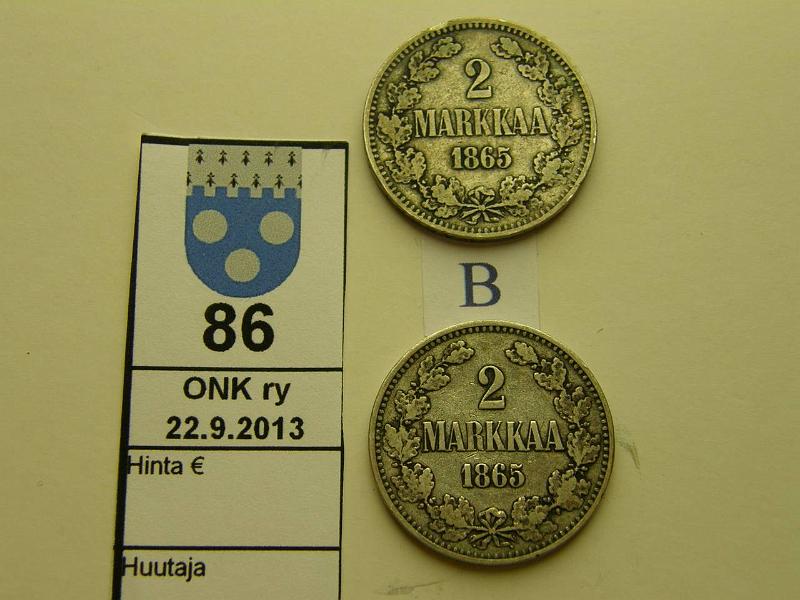 86
ONK ry
22.9.2013
Hinta €
Huutaja
2
MARKKAA
1865
B
2
MARKKAA
1865